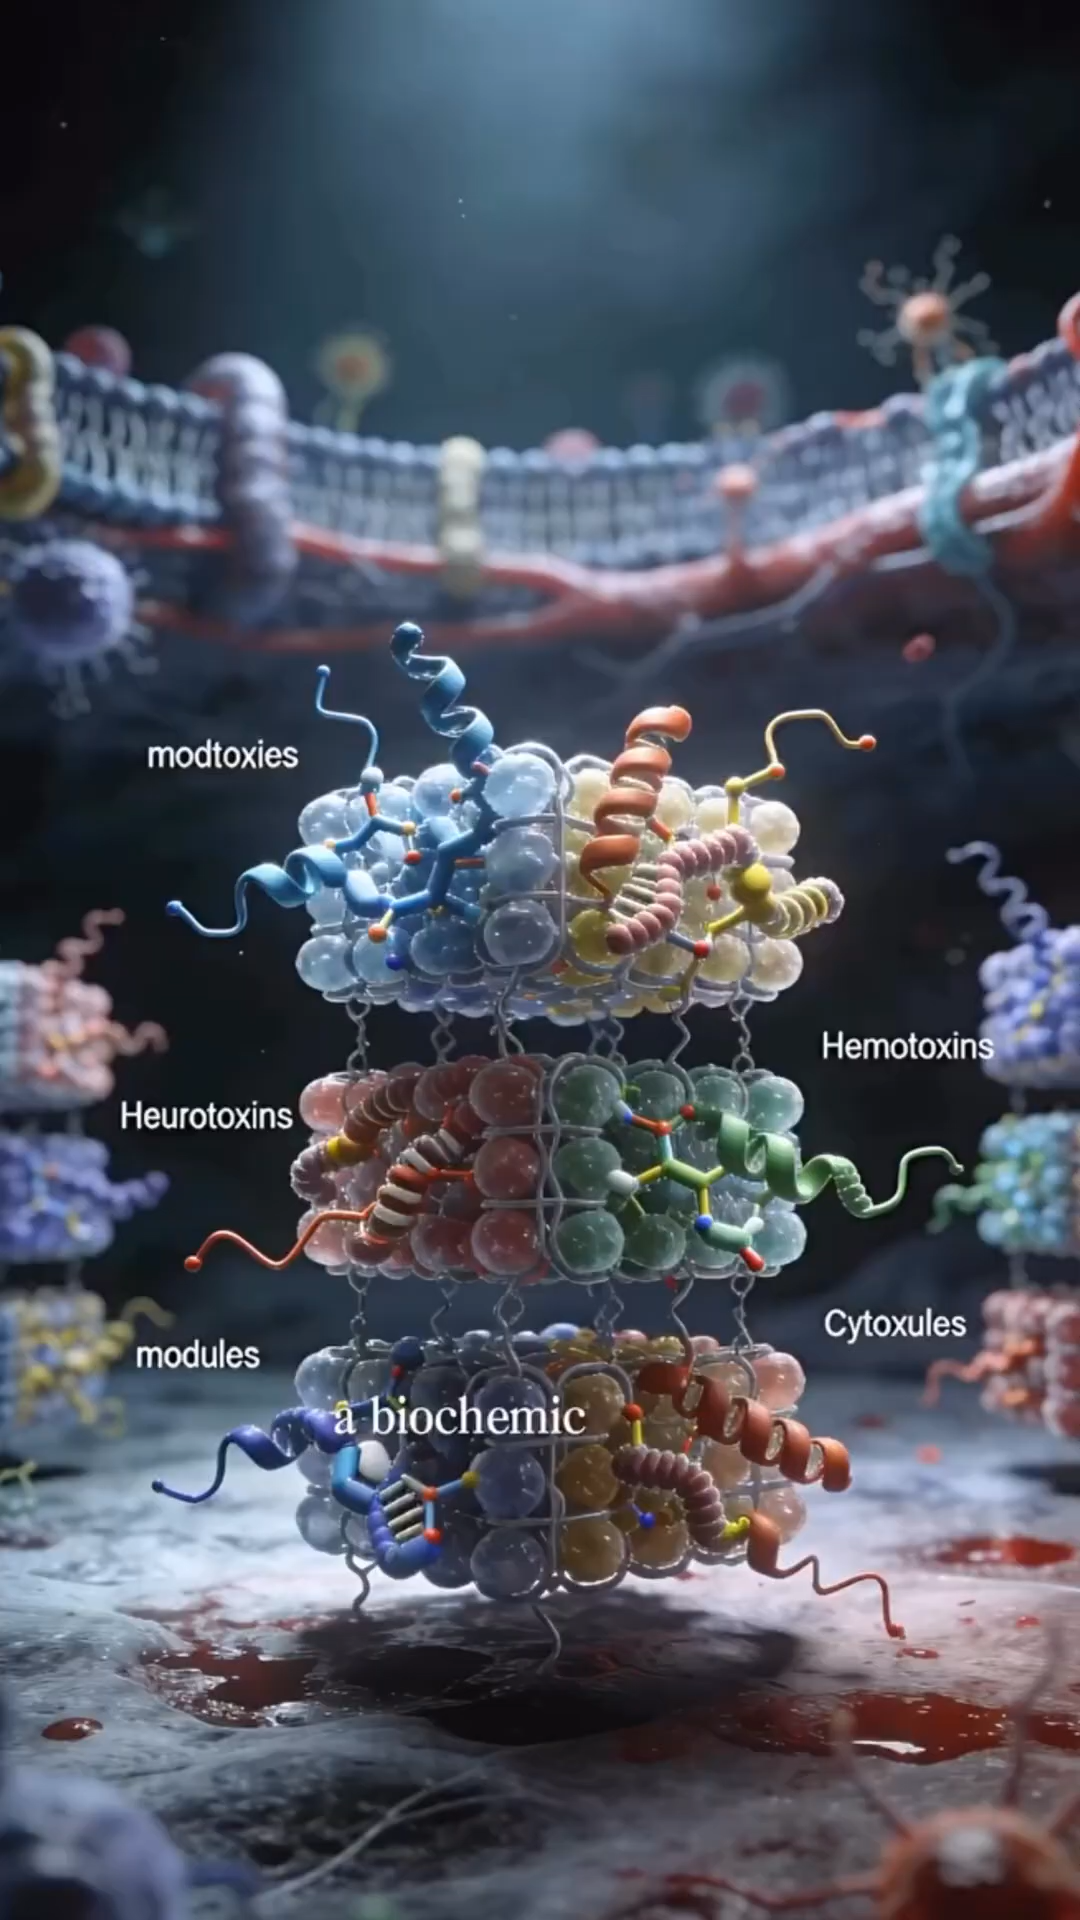 modtoxies
Hemotoxins
Heurotoxins
Cytoxules
modules
a biochemic